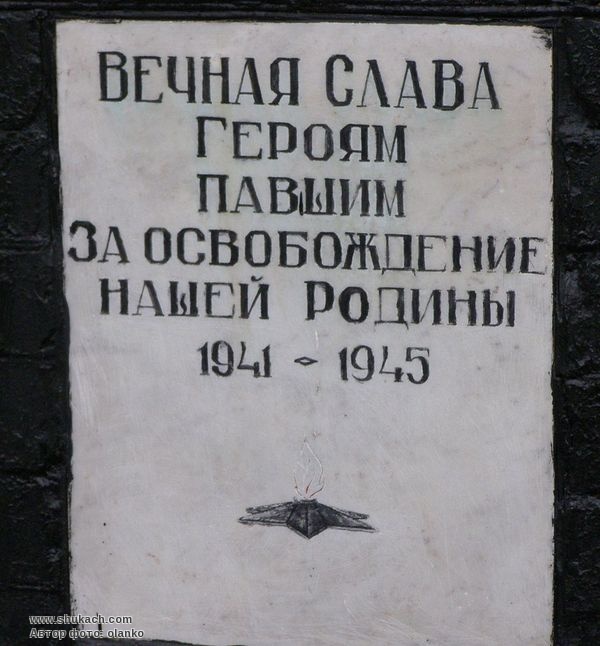 ВЕЧНАЯ СЛАВА
ГЕРОЯМ
ПАВШИМ
ЗА ОСВОБОЖДЕНИЕ
НАШЕЙ РОДИНЫ
1941 - 1945
www.shukach.com
Автор фото: olanko